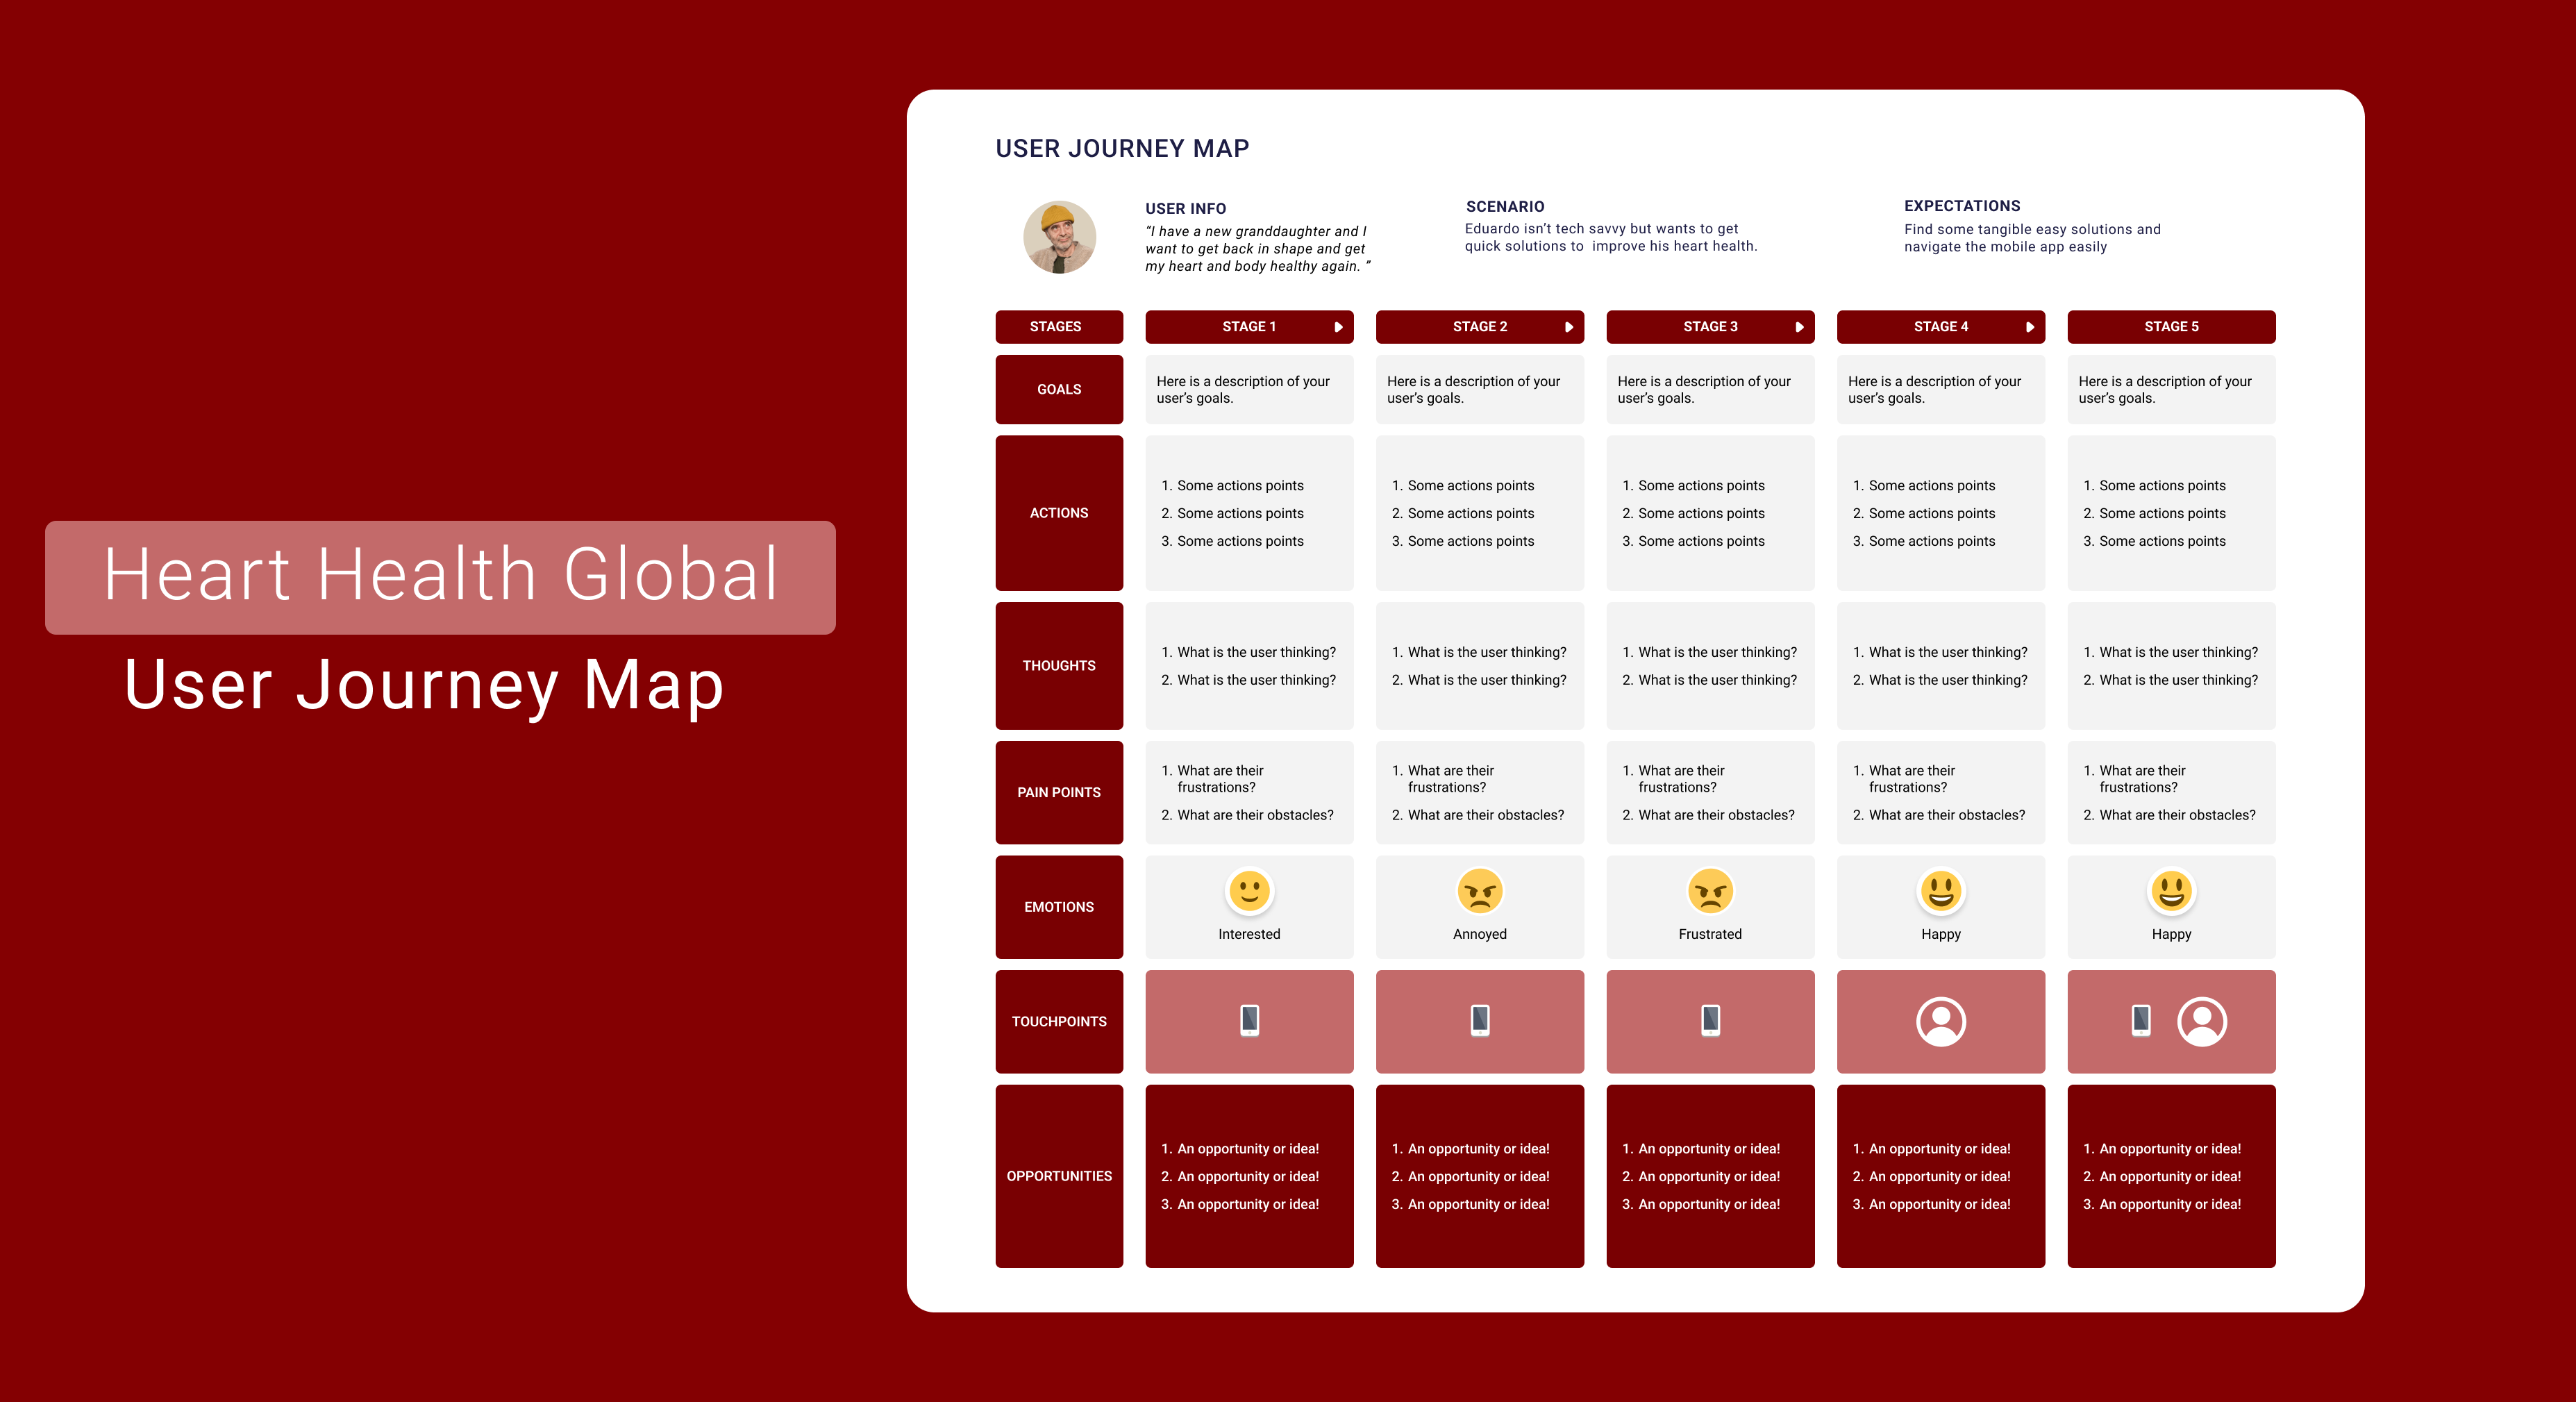 Heart Health Global
User Journey Map
USER JOURNEY MAP
USER INFO
“I have a new granddaughter and I
want to get back in shape and get
my heart and body healthy again. ”
SCENARIO
Eduardo isn’t tech savvy but wants to get
quick solutions to  improve his heart health.
EXPECTATIONS
Find some tangible easy solutions and
navigate the mobile app easily
STAGES
STAGE 1
STAGE 2
STAGE 3
STAGE 4
STAGE 5
GOALS
Here is a description of your
user’s goals.
Here is a description of your
user’s goals.
Here is a description of your
user’s goals.
Here is a description of your
user’s goals.
Here is a description of your
user’s goals.
ACTIONS
1. Some actions points
2. Some actions points
3. Some actions points
1. Some actions points
2. Some actions points
3. Some actions points
1. Some actions points
2. Some actions points
3. Some actions points
1. Some actions points
2. Some actions points
3. Some actions points
1. Some actions points
2. Some actions points
3. Some actions points
THOUGHTS
1. What is the user thinking?
2. What is the user thinking?
1. What is the user thinking?
2. What is the user thinking?
1. What is the user thinking?
2. What is the user thinking?
1. What is the user thinking?
2. What is the user thinking?
1. What is the user thinking?
2. What is the user thinking?
PAIN POINTS
1. What are their
frustrations?
2. What are their obstacles?
1. What are their
frustrations?
2. What are their obstacles?
1. What are their
frustrations?
2. What are their obstacles?
1. What are their
frustrations?
2. What are their obstacles?
1. What are their
frustrations?
2. What are their obstacles?
EMOTIONS
Interested
Annoyed
Frustrated
Happy
Happy
TOUCHPOINTS
OPPORTUNITIES
1. An opportunity or idea!
2. An opportunity or idea!
3. An opportunity or idea!
1. An opportunity or idea!
2. An opportunity or idea!
3. An opportunity or idea!
1. An opportunity or idea!
2. An opportunity or idea!
3. An opportunity or idea!
1. An opportunity or idea!
2. An opportunity or idea!
3. An opportunity or idea!
1. An opportunity or idea!
2. An opportunity or idea!
3. An opportunity or idea!